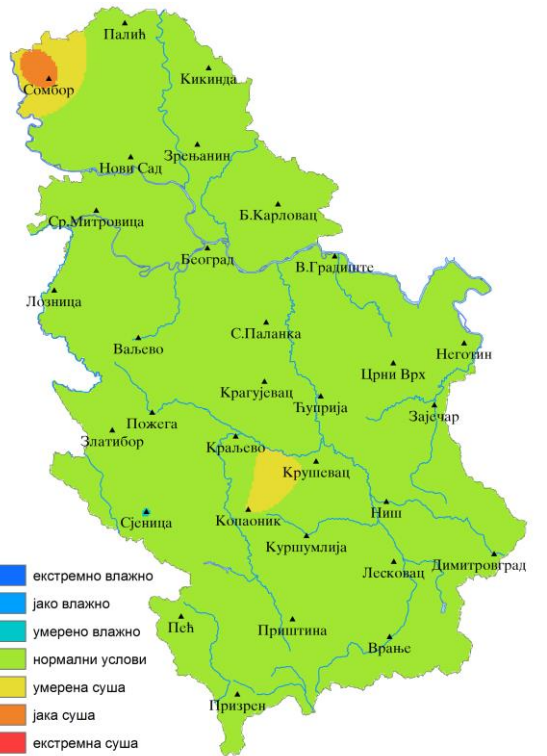 Палић
Кикинда
Сомбор
Зрењанин
Нови Сад
Б.Карловац
Ср.Митровица
Београд
В.Градиште
Лозница
С.Паланка
Ваљево
Неготин
Црни Врх
Крагујевац
Ћуприја
Зајечар
Пожега
Златибор
Краљево
Крушевац
Сјеница
Копаоник
Ниш
Куршумлија
Лесковац
Димитровград
Пећ
Приштина
Врање
Призрен
екстремно влажно
јако влажно
умерено влажно
нормални услови
умерена суша
јака суша
екстремна суша